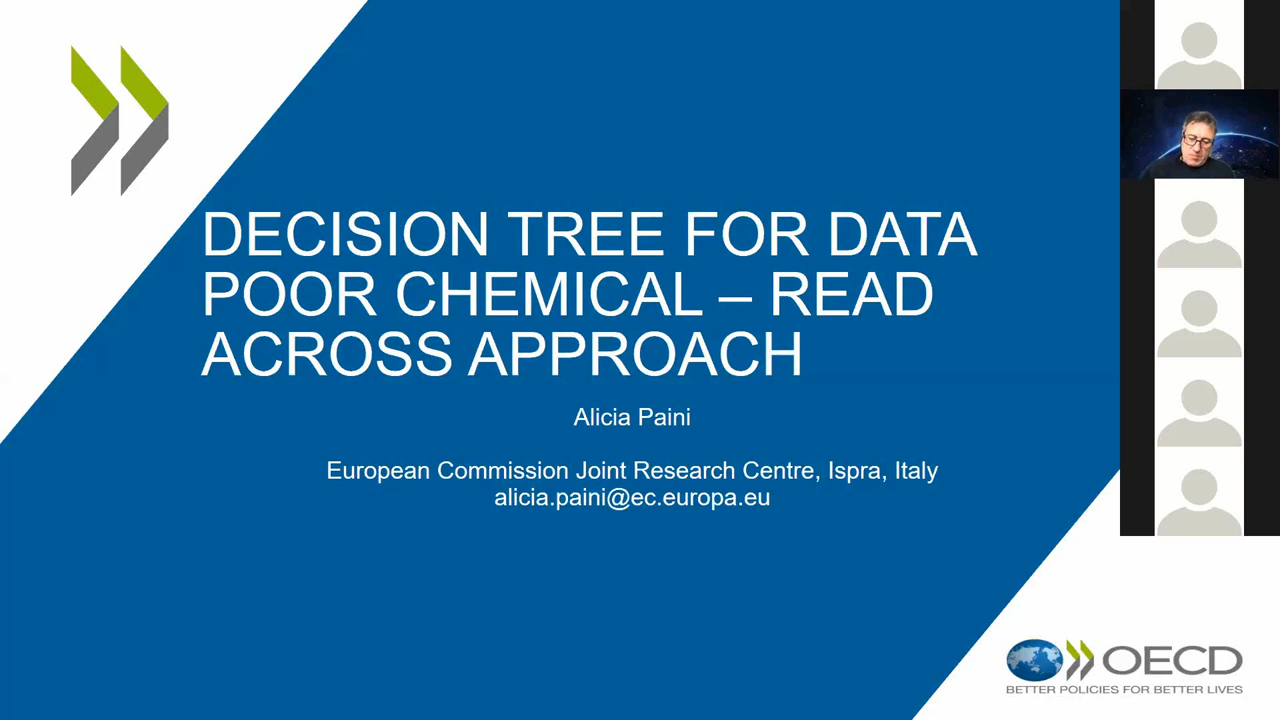 DECISION TREE FOR DATA
POOR CHEMICAL – READ
ACROSS APPROACH
Alicia Paini
European Commission Joint Research Centre, Ispra, Italy
alicia.paini@ec.europa.eu
OECD
BETTER POLICIES FOR BETTER LIVES